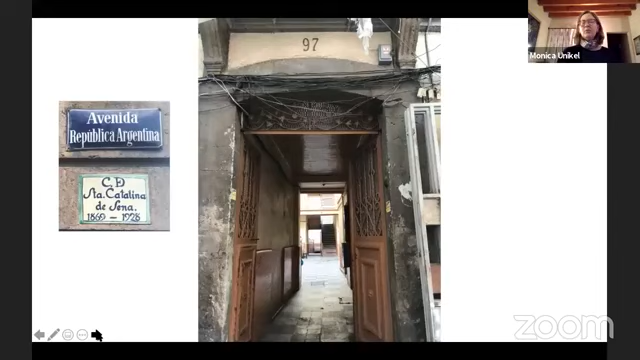 97
Avenida
República Argentina
C. D.
Sta. Catalina
de Sena.
1869 - 1928
Monica Unikel
zoom